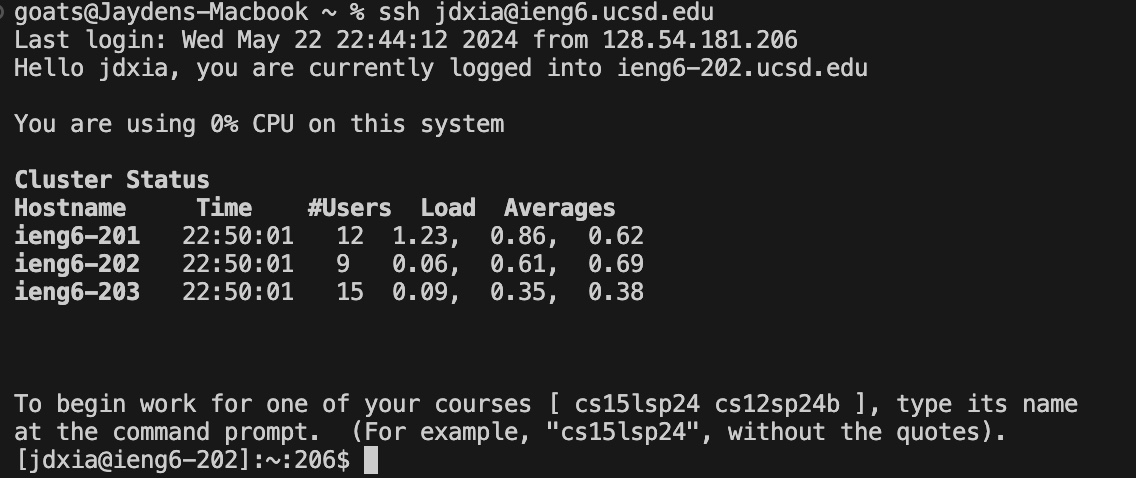 goats@Jaydens-Macbook ~ % ssh jdxia@ieng6.ucsd.edu
Last login: Wed May 22 22:44:12 2024 from 128.54.181.206
Hello jdxia, you are currently logged into ieng6-202.ucsd.edu
You are using 0% CPU on this system
Cluster Status
Hostname     Time    #Users  Load  Averages
ieng6-201   22:50:01   12  1.23,  0.86,  0.62
ieng6-202   22:50:01   9   0.06,  0.61,  0.69
ieng6-203   22:50:01   15  0.09,  0.35,  0.38
To begin work for one of your courses [ cs15lsp24 cs12sp24b ], type its name
at the command prompt.  (For example, "cs15lsp24", without the quotes).
[jdxia@ieng6-202]:~:206$